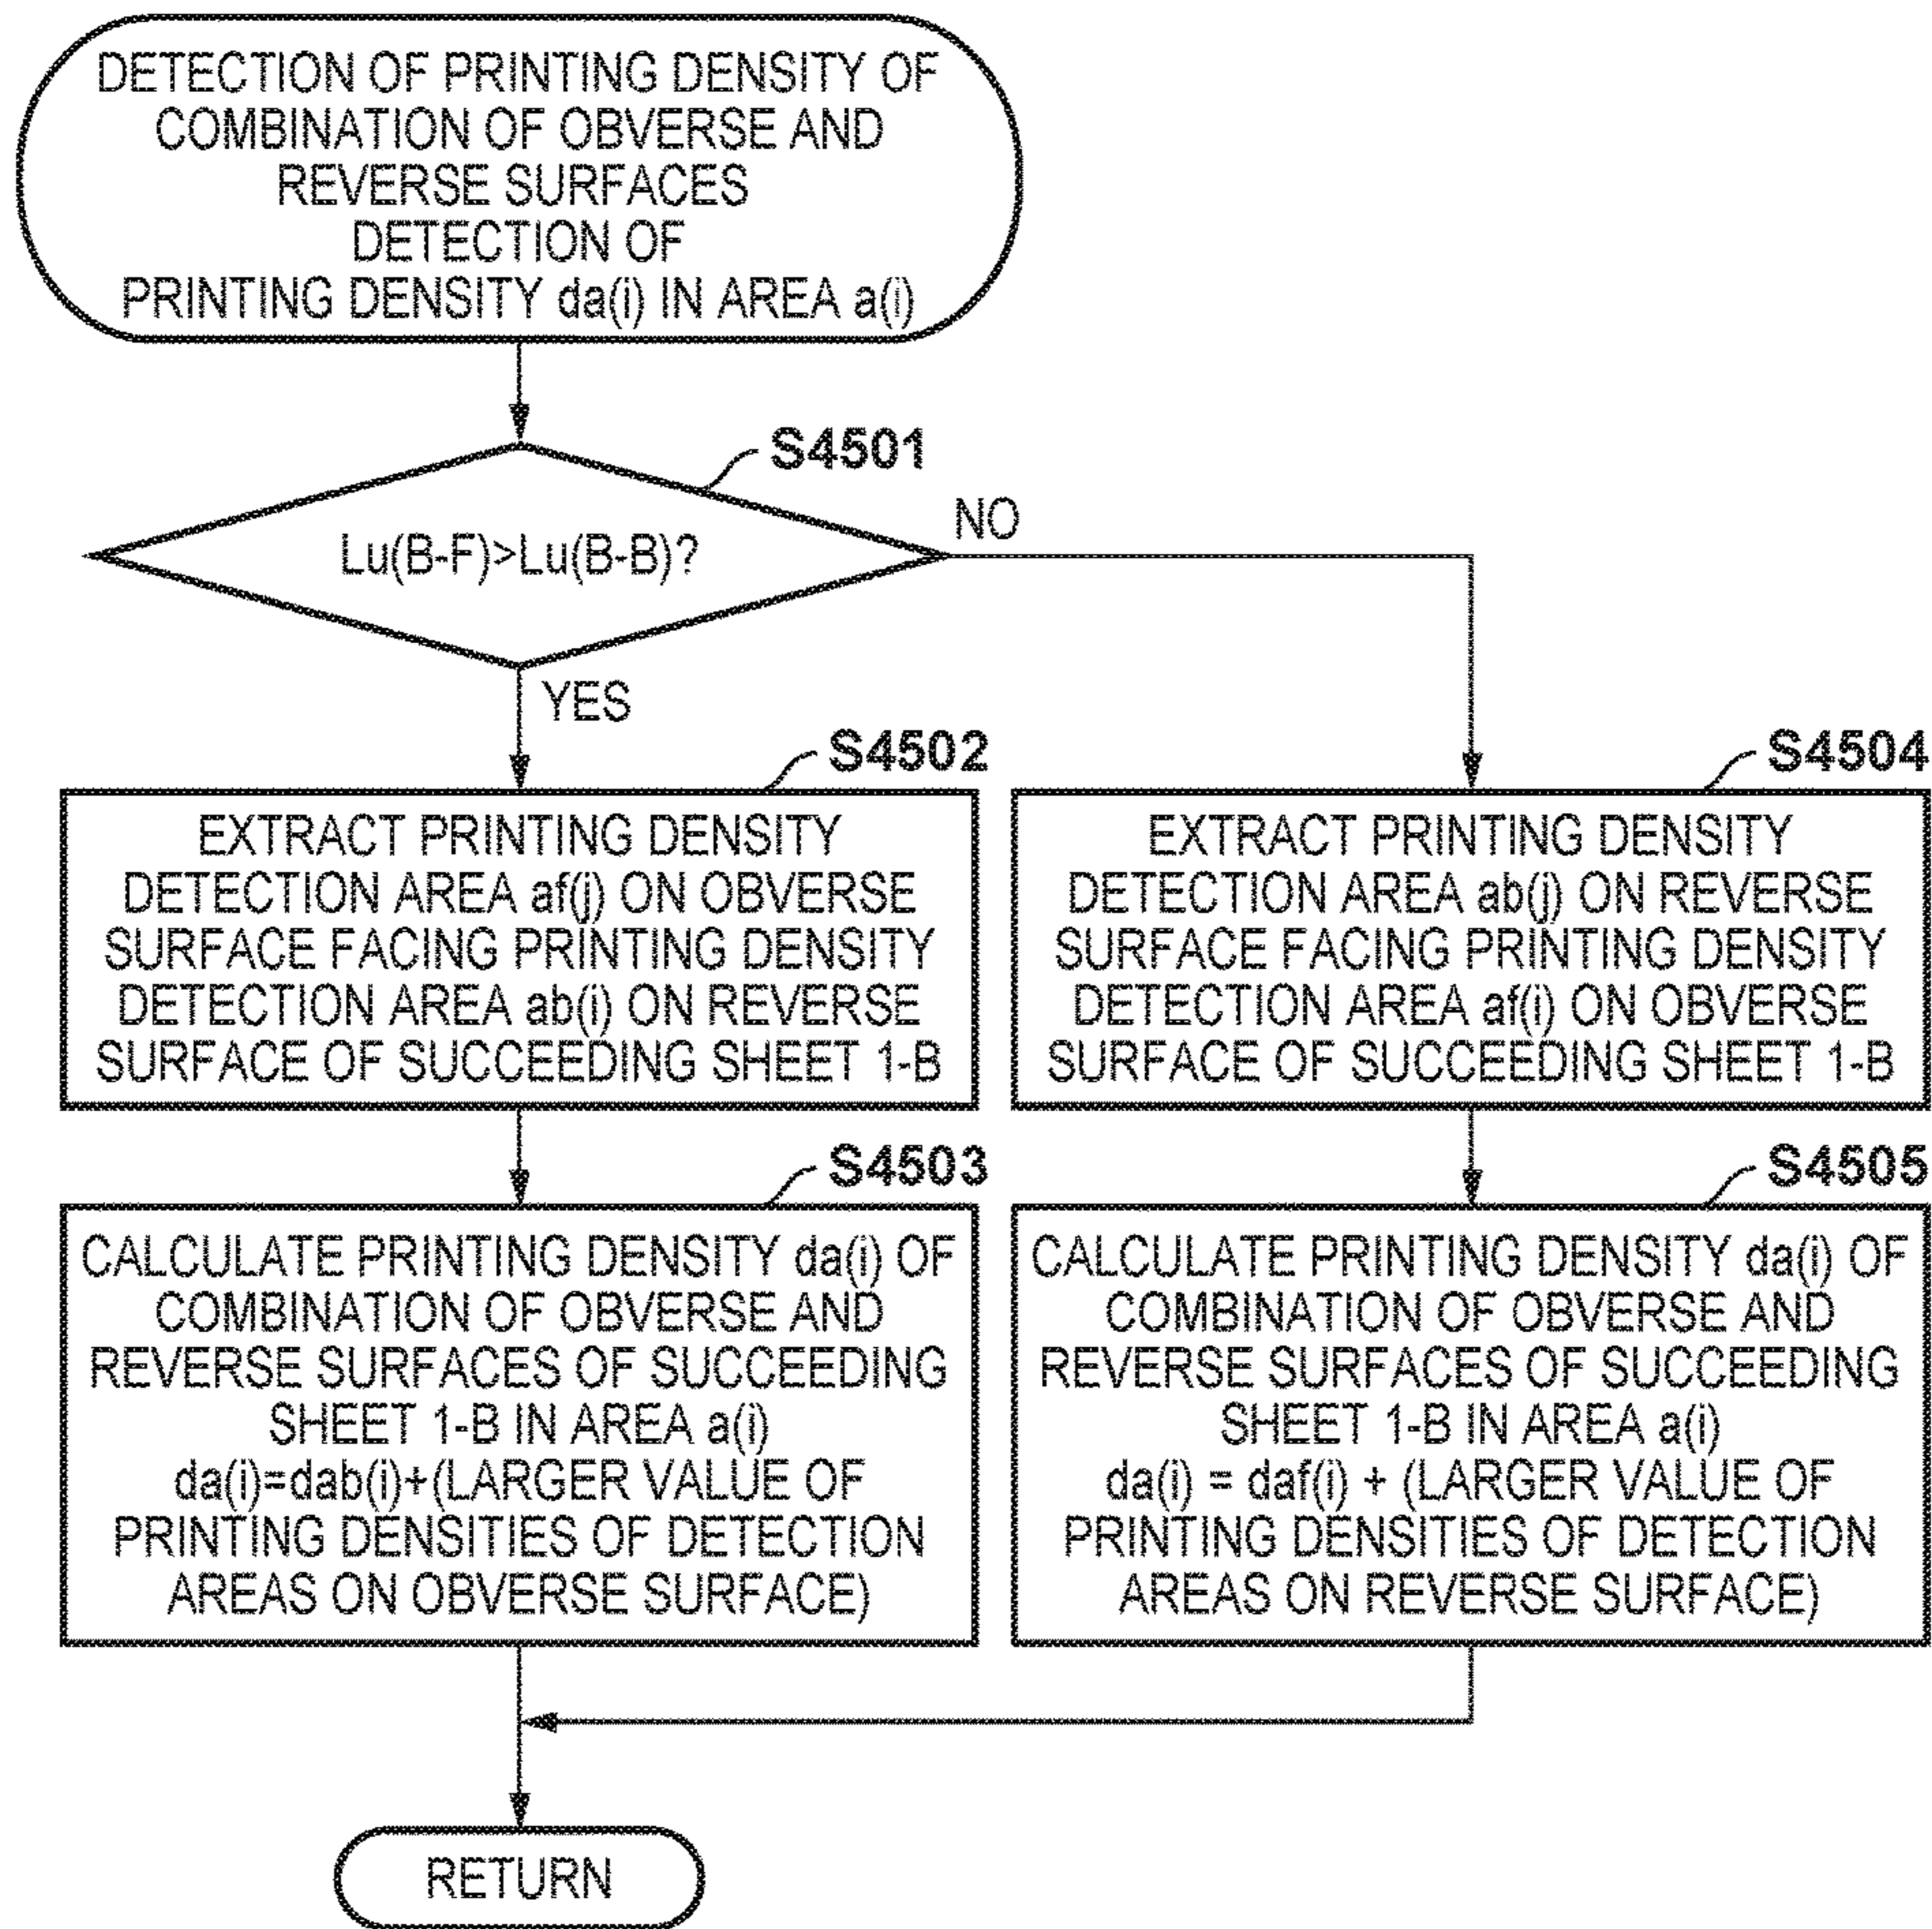 DETECTION OF PRINTING DENSITY OF
COMBINATION OF OBVERSE AND
REVERSE SURFACES
DETECTION OF
PRINTING DENSITY da(i) IN AREA a(i)
S4501
Lu(B-F)>Lu(B-B)?
NO
YES
S4502
EXTRACT PRINTING DENSITY
DETECTION AREA af(j) ON OBVERSE
SURFACE FACING PRINTING DENSITY
DETECTION AREA ab(i) ON REVERSE
SURFACE OF SUCCEEDING SHEET 1-B
S4504
EXTRACT PRINTING DENSITY
DETECTION AREA ab(j) ON REVERSE
SURFACE FACING PRINTING DENSITY
DETECTION AREA af(i) ON OBVERSE
SURFACE OF SUCCEEDING SHEET 1-B
S4503
CALCULATE PRINTING DENSITY da(i) OF
COMBINATION OF OBVERSE AND
REVERSE SURFACES OF SUCCEEDING
SHEET 1-B IN AREA a(i)
da(i)=dab(i)+(LARGER VALUE OF
PRINTING DENSITIES OF DETECTION
AREAS ON OBVERSE SURFACE)
S4505
CALCULATE PRINTING DENSITY da(i) OF
COMBINATION OF OBVERSE AND
REVERSE SURFACES OF SUCCEEDING
SHEET 1-B IN AREA a(i)
da(i) = daf(i) + (LARGER VALUE OF
PRINTING DENSITIES OF DETECTION
AREAS ON REVERSE SURFACE)
RETURN